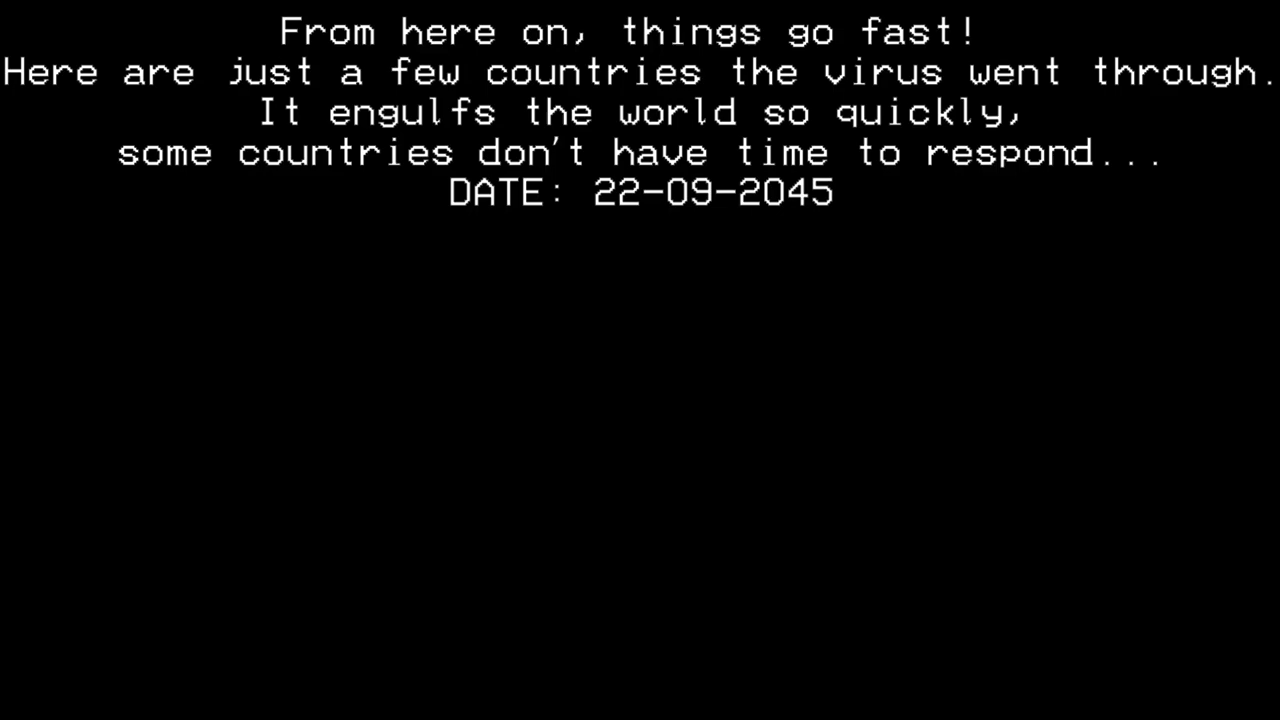 From here on, things go fast!
Here are just a few countries the virus went through.
It engulfs the world so quickly,
some countries don't have time to respond...
DATE: 22-09-2045